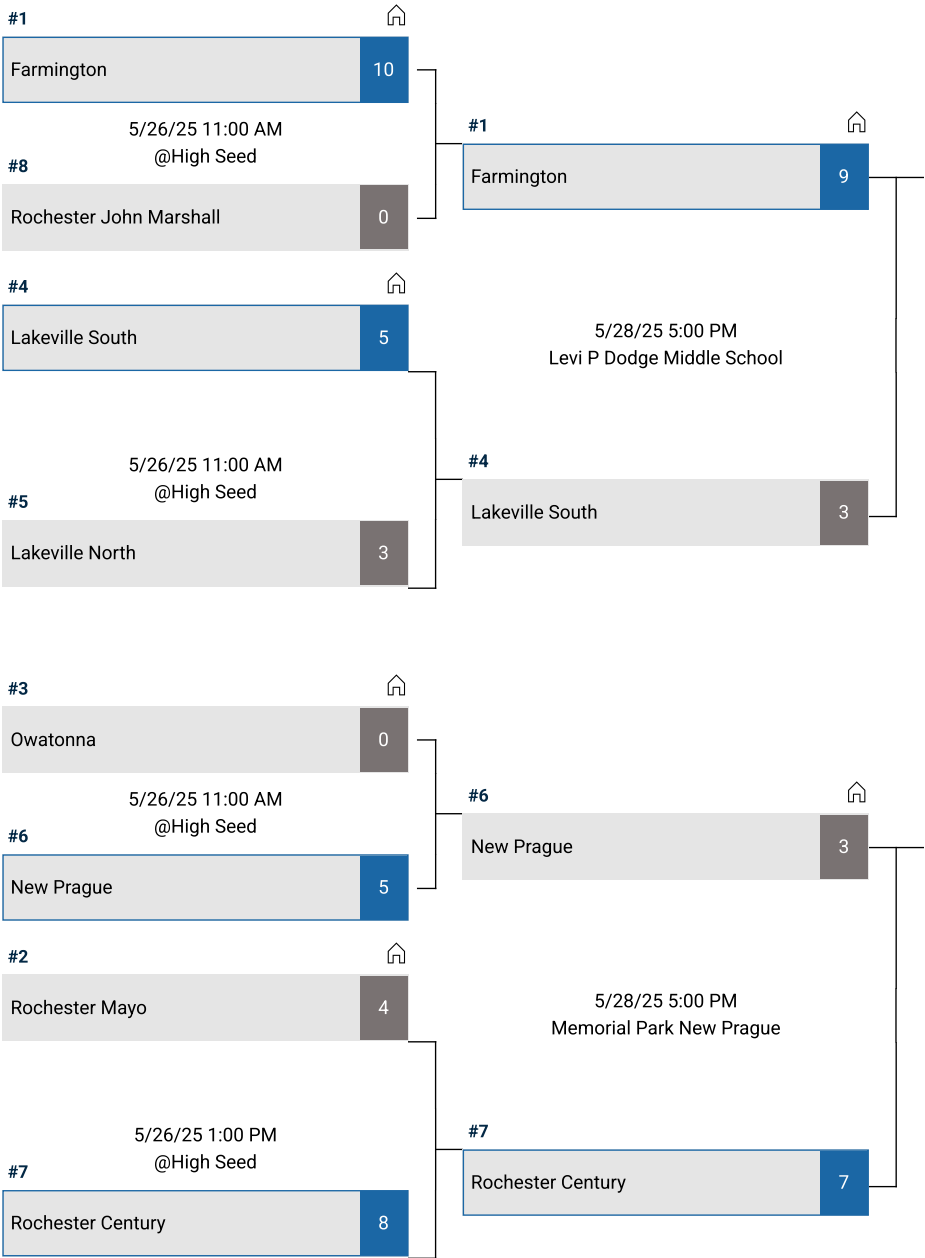 #1
Farmington
10
5/26/25 11:00 AM
@High Seed
#8
Rochester John Marshall
0
#4
Lakeville South
5
5/26/25 11:00 AM
@High Seed
#5
Lakeville North
3
#1
Farmington
9
5/28/25 5:00 PM
Levi P Dodge Middle School
#4
Lakeville South
3
#3
Owatonna
0
5/26/25 11:00 AM
@High Seed
#6
New Prague
5
#2
Rochester Mayo
4
5/26/25 1:00 PM
@High Seed
#7
Rochester Century
8
#6
New Prague
3
5/28/25 5:00 PM
Memorial Park New Prague
#7
Rochester Century
7